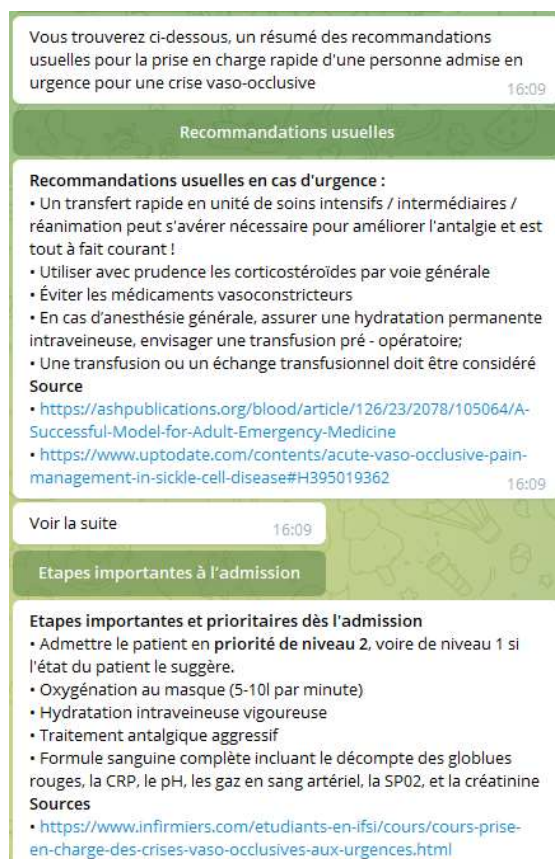 Vous trouverez ci-dessous, un résumé des recommandations
usuelles pour la prise en charge rapide d'une personne admise en
urgence pour une crise vaso-occlusive
16:09
Recommandations usuelles
Recommandations usuelles en cas d'urgence :
• Un transfert rapide en unité de soins intensifs / intermédiaires /
réanimation peut s'avérer nécessaire pour améliorer l'antalgie et est
tout à fait courant !
• Utiliser avec prudence les corticostéroïdes par voie générale
• Éviter les médicaments vasoconstricteurs
• En cas d’anesthésie générale, assurer une hydratation permanente
intraveineuse, envisager une transfusion pré - opératoire;
• Une transfusion ou un échange transfusionnel doit être considéré
Source
• https://ashpublications.org/blood/article/126/23/2078/105064/A-
Successful-Model-for-Adult-Emergency-Medicine
• https://www.uptodate.com/contents/acute-vaso-occlusive-pain-
management-in-sickle-cell-disease#H395019362
16:09
Voir la suite
16:09
Etapes importantes à l'admission
Etapes importantes et prioritaires dès l'admission
• Admettre le patient en priorité de niveau 2, voire de niveau 1 si
l'état du patient le suggère.
• Oxygénation au masque (5-10l par minute)
• Hydratation intraveineuse vigoureuse
• Traitement antalgique aggressif
• Formule sanguine complète incluant le décompte des globlues
rouges, la CRP, le pH, les gaz en sang artériel, la SP02, et la créatinine
Sources
• https://www.infirmiers.com/etudiants-en-ifsi/cours/cours-prise-
en-charge-des-crises-vaso-occlusives-aux-urgences.html